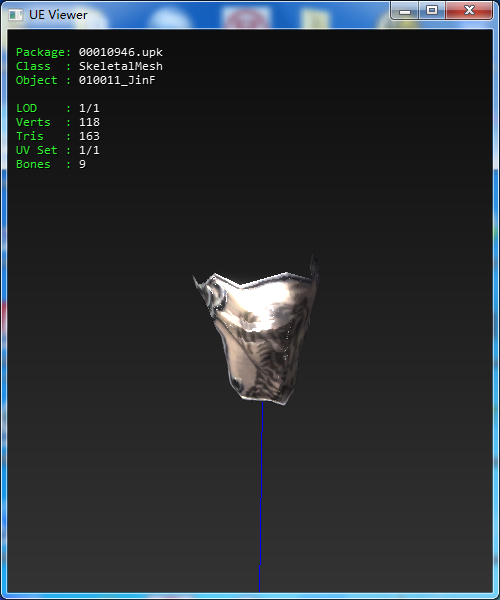 UE Viewer
Package: 00010946.upk
Class  : SkeletalMesh
Object : 010011_JinF
LOD    : 1/1
Verts  : 118
Tris   : 163
UV Set : 1/1
Bones  : 9